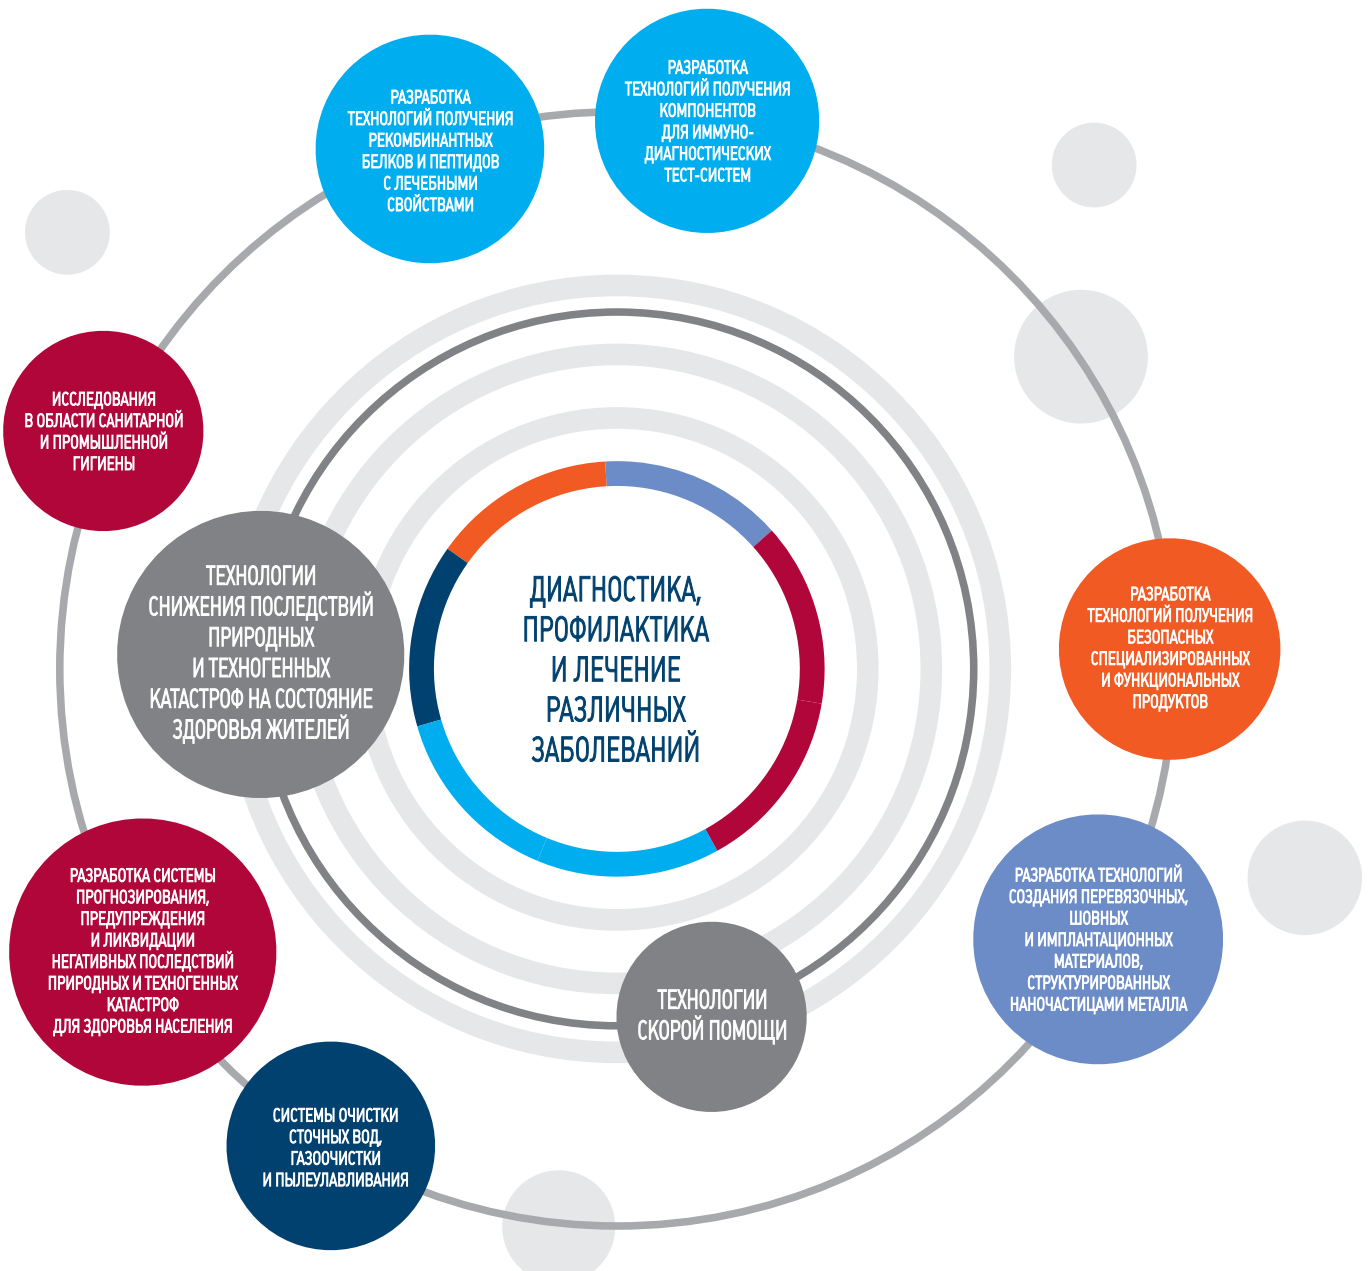 РАЗРАБОТКА
ТЕХНОЛОГИЙ ПОЛУЧЕНИЯ
РЕКОМБИНАНТНЫХ
БЕЛКОВ И ПЕПТИДОВ
С ЛЕЧЕБНЫМИ
СВОЙСТВАМИ
РАЗРАБОТКА
ТЕХНОЛОГИЙ ПОЛУЧЕНИЯ
КОМПОНЕНТОВ
ДЛЯ ИММУНО-
ДИАГНОСТИЧЕСКИХ
ТЕСТ-СИСТЕМ
ИССЛЕДОВАНИЯ
В ОБЛАСТИ САНИТАРНОЙ
И ПРОМЫШЛЕННОЙ
ГИГИЕНЫ
ТЕХНОЛОГИИ
СНИЖЕНИЯ ПОСЛЕДСТВИЙ
ПРИРОДНЫХ
И ТЕХНОГЕННЫХ
КАТАСТРОФ НА СОСТОЯНИЕ
ЗДОРОВЬЯ ЖИТЕЛЕЙ
ДИАГНОСТИКА,
ПРОФИЛАКТИКА
И ЛЕЧЕНИЕ
РАЗЛИЧНЫХ
ЗАБОЛЕВАНИЙ
РАЗРАБОТКА
ТЕХНОЛОГИЙ ПОЛУЧЕНИЯ
БЕЗОПАСНЫХ
СПЕЦИАЛИЗИРОВАННЫХ
И ФУНКЦИОНАЛЬНЫХ
ПРОДУКТОВ
РАЗРАБОТКА СИСТЕМЫ
ПРОГНОЗИРОВАНИЯ,
ПРЕДУПРЕЖДЕНИЯ
И ЛИКВИДАЦИИ
НЕГАТИВНЫХ ПОСЛЕДСТВИЙ
ПРИРОДНЫХ И ТЕХНОГЕННЫХ
КАТАСТРОФ
ДЛЯ ЗДОРОВЬЯ НАСЕЛЕНИЯ
РАЗРАБОТКА ТЕХНОЛОГИЙ
СОЗДАНИЯ ПЕРЕВЯЗОЧНЫХ,
ШОВНЫХ
И ИМПЛАНТАЦИОННЫХ
МАТЕРИАЛОВ,
СТРУКТУРИРОВАННЫХ
НАНОЧАСТИЦАМИ МЕТАЛЛА
ТЕХНОЛОГИИ
СКОРОЙ ПОМОЩИ
СИСТЕМЫ ОЧИСТКИ
СТОЧНЫХ ВОД,
ГАЗООЧИСТКИ
И ПЫЛЕУЛАВЛИВАНИЯ